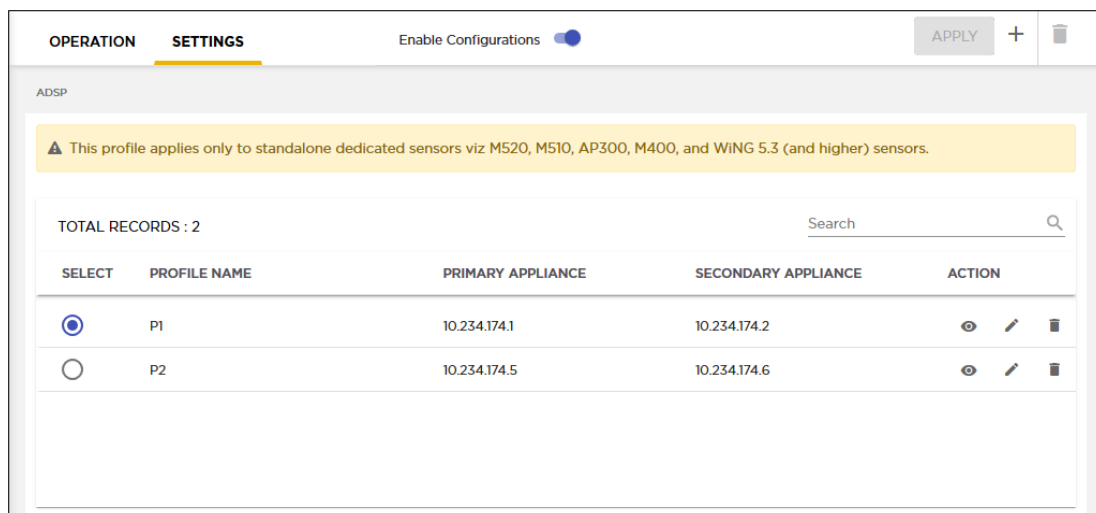 OPERATION SETTINGS Enable Configurations APPLY
ADSP
This profile applies only to standalone dedicated sensors viz M520, M510, AP300, M400, and WiNG 5.3 (and higher) sensors.
TOTAL RECORDS : 2 Search
SELECT PROFILE NAME PRIMARY APPLIANCE SECONDARY APPLIANCE ACTION
P1 10.234.174.1 10.234.174.2
P2 10.234.174.5 10.234.174.6